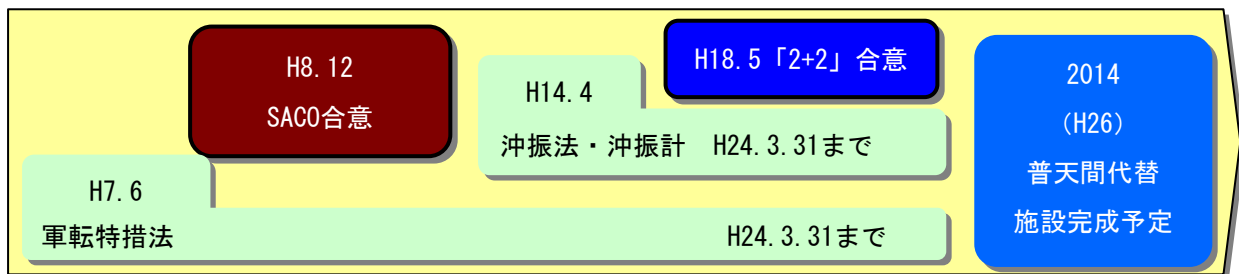 H8.12
SACO合意
H14.4
沖振法・沖振計　H24.3.31まで
H18.5「2+2」合意
H7.6
軍転特措法　H24.3.31まで
2014
（H26）
普天間代替
施設完成予定